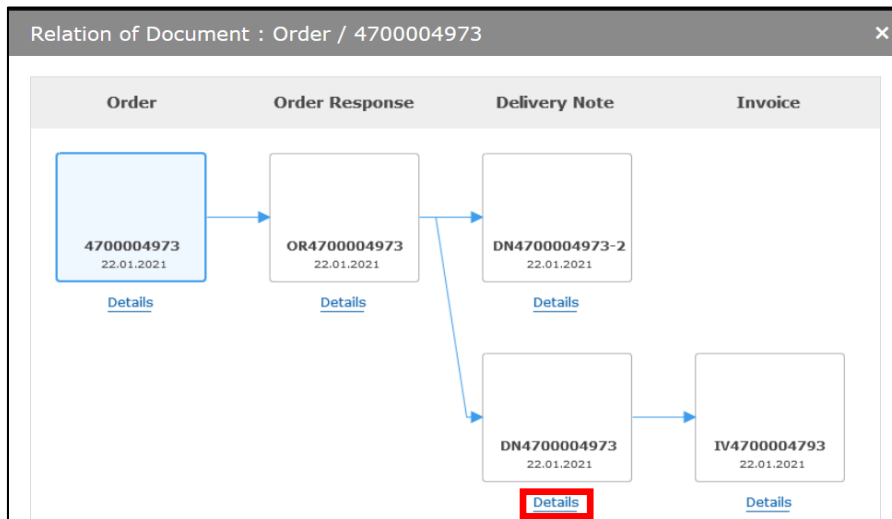 Relation of Document : Order / 4700004973 ×
Order Order Response Delivery Note Invoice
4700004973 OR4700004973 DN4700004973-2
22.01.2021 22.01.2021 22.01.2021
Details Details Details
DN4700004973 IV4700004793
22.01.2021 22.01.2021
Details Details